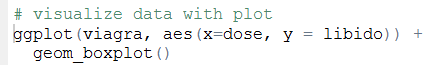 # visualize data with plot
ggplot(viagra, aes(x=dose, y = libido)) +
  geom_boxplot()